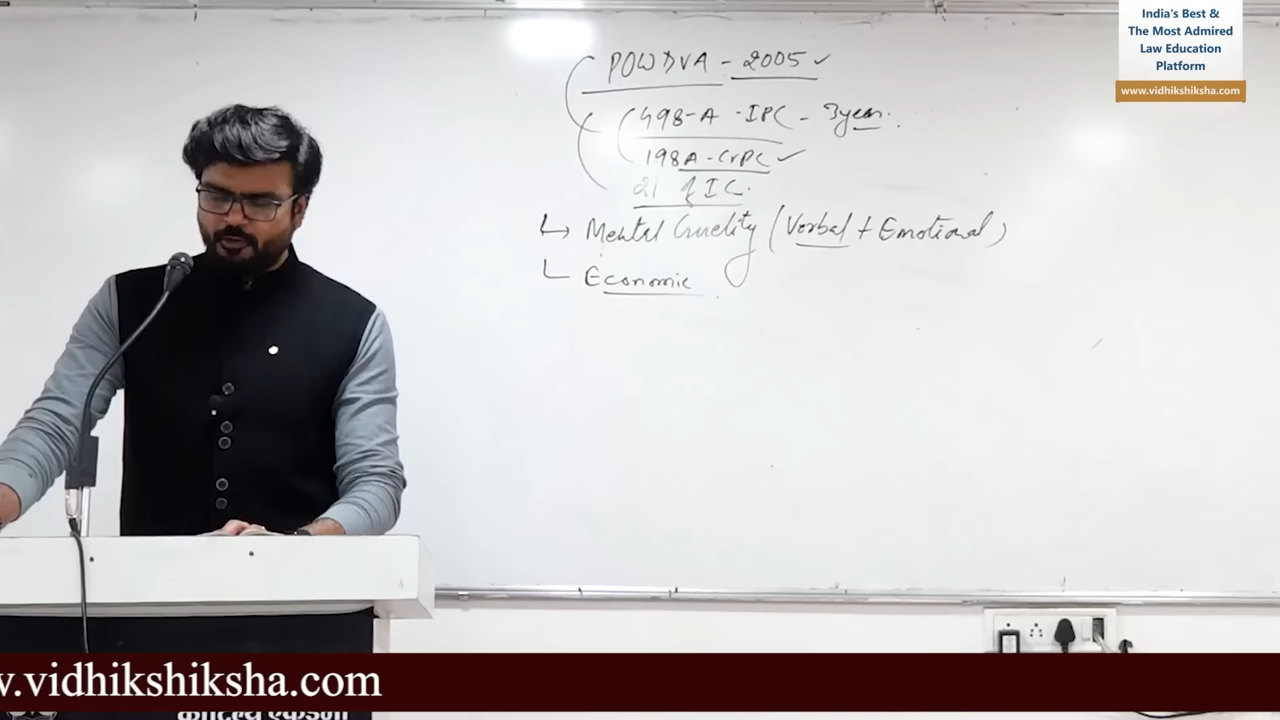 India's Best &
The Most Admired
Law Education
Platform
www.vidhikshiksha.com
POWDVA - 2005 ✓
498-A - IPC - 3 year.
198A - CrPC ✓
21 of IC.
↳ Mental Cruelty (Verbal + Emotional)
Economic
w.vidhikshiksha.com